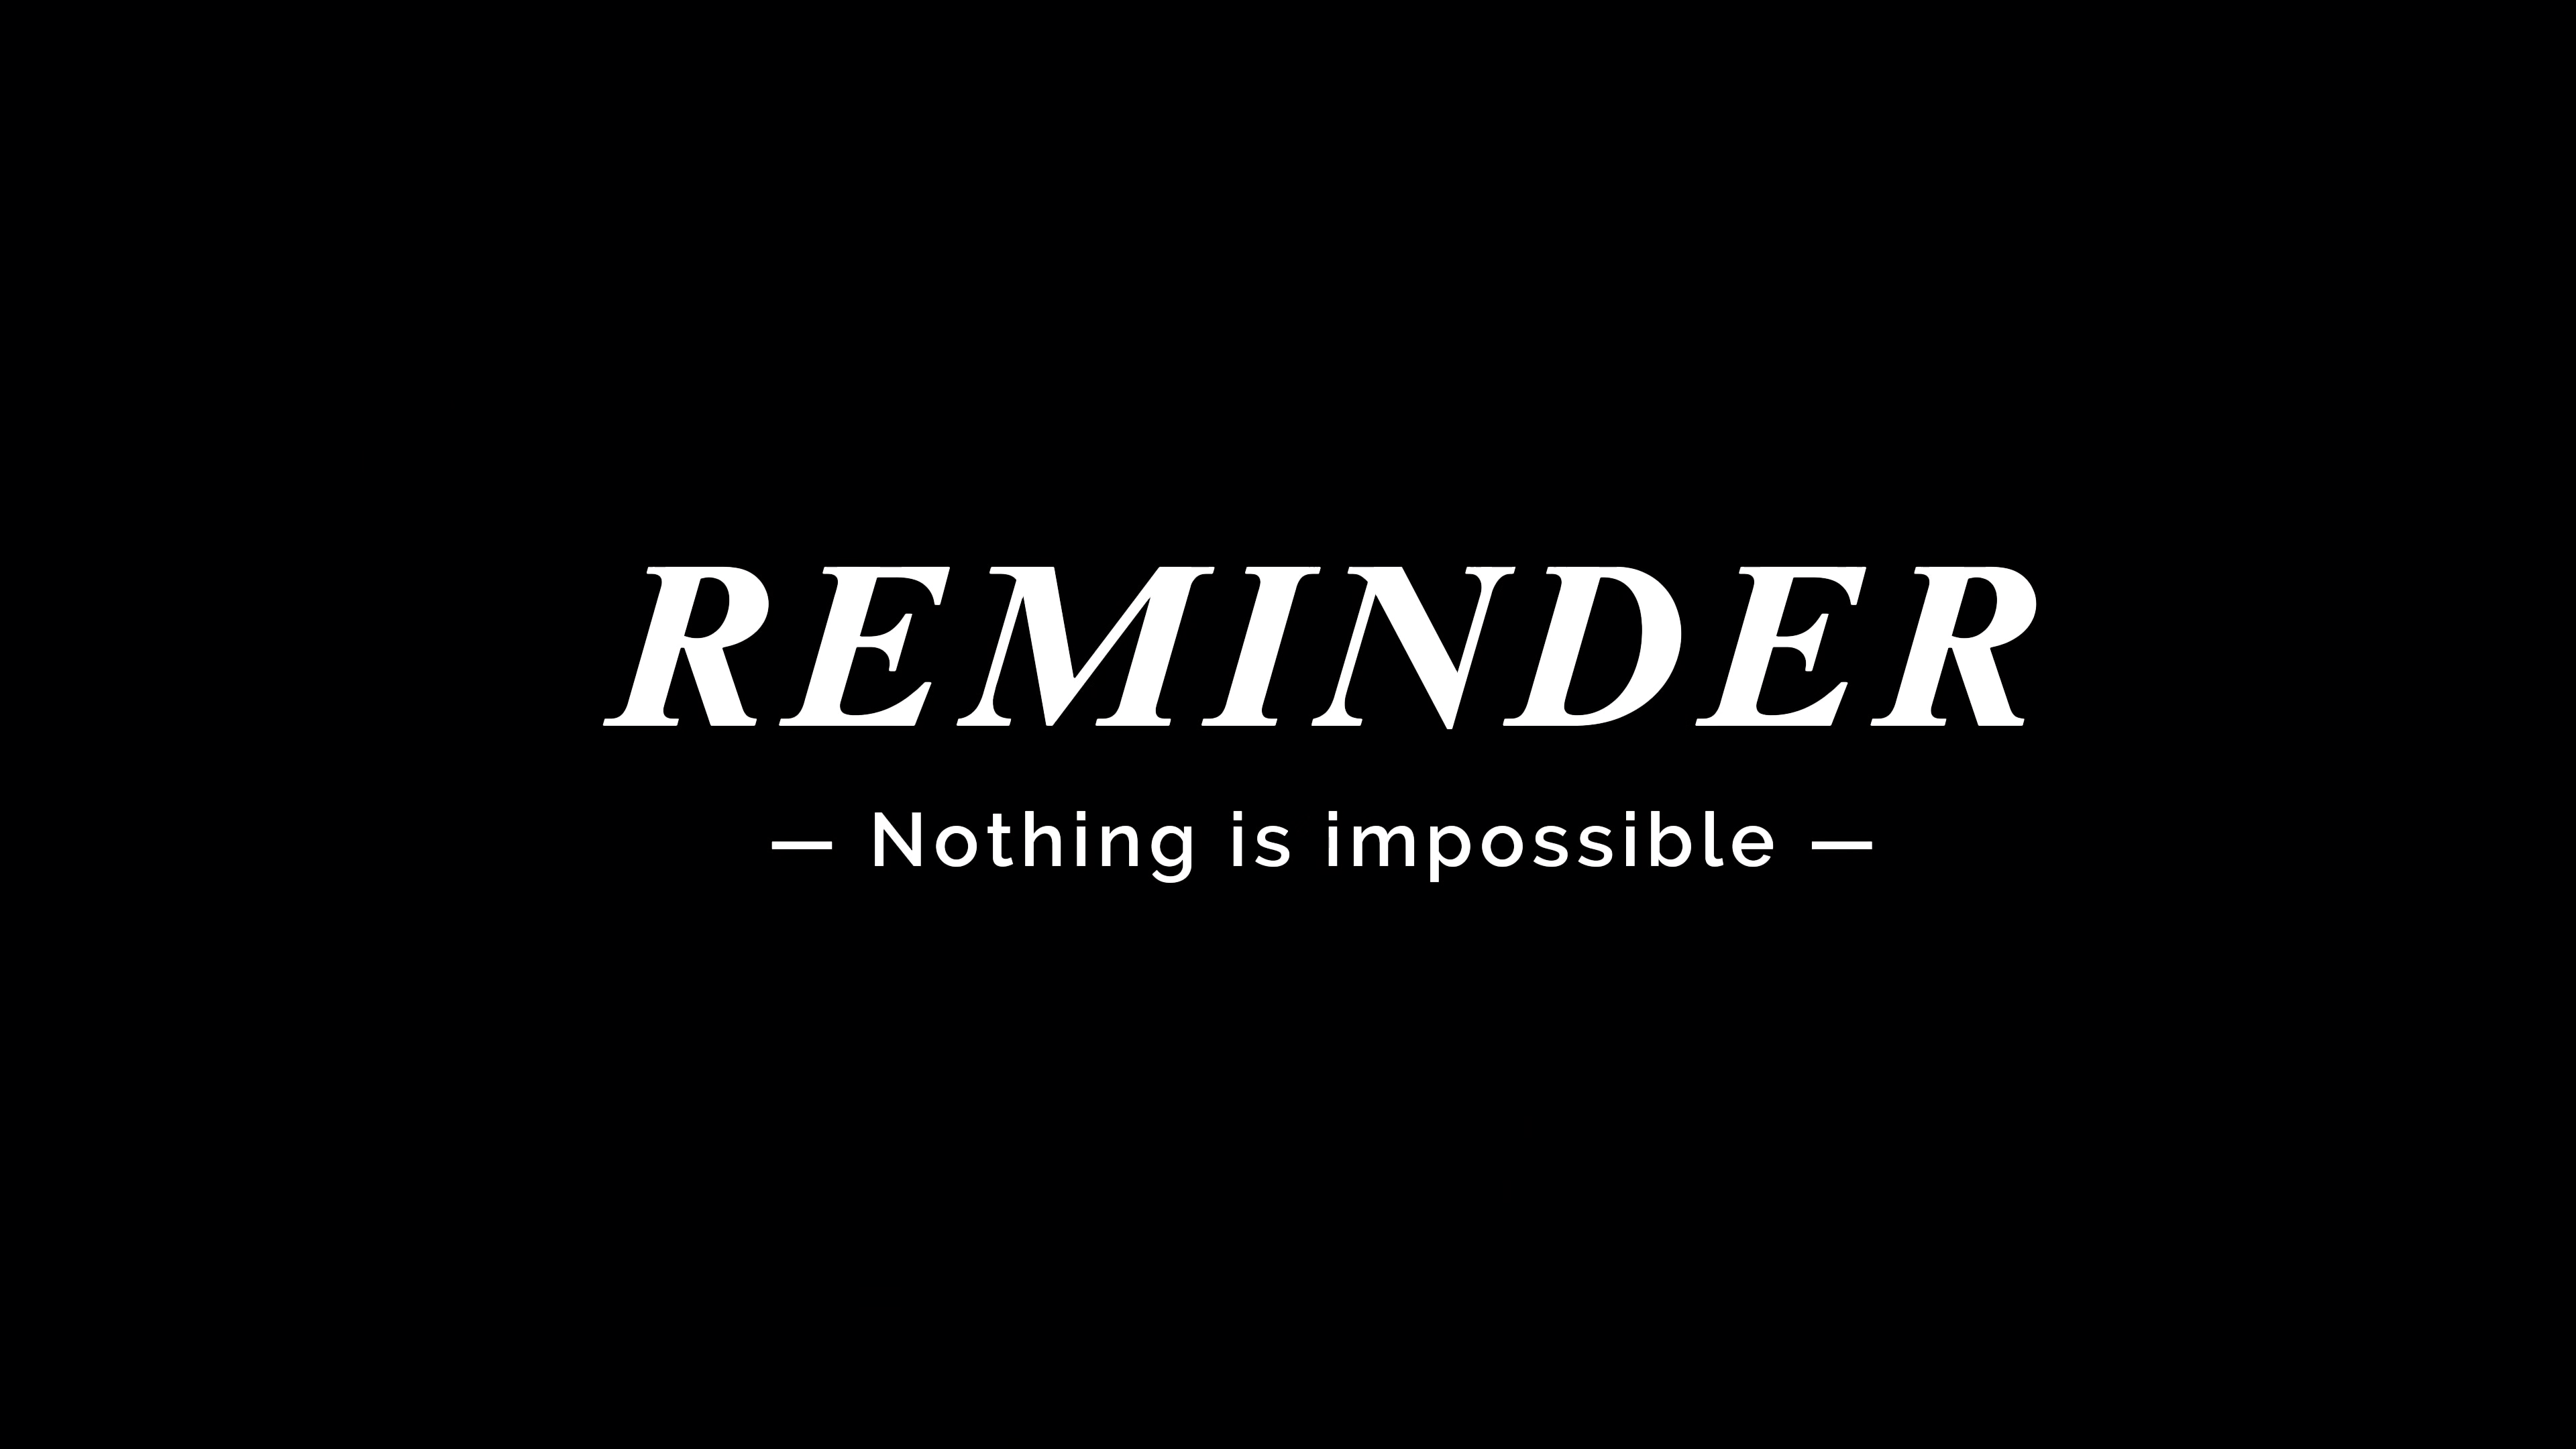 REMINDER
— Nothing is impossible —